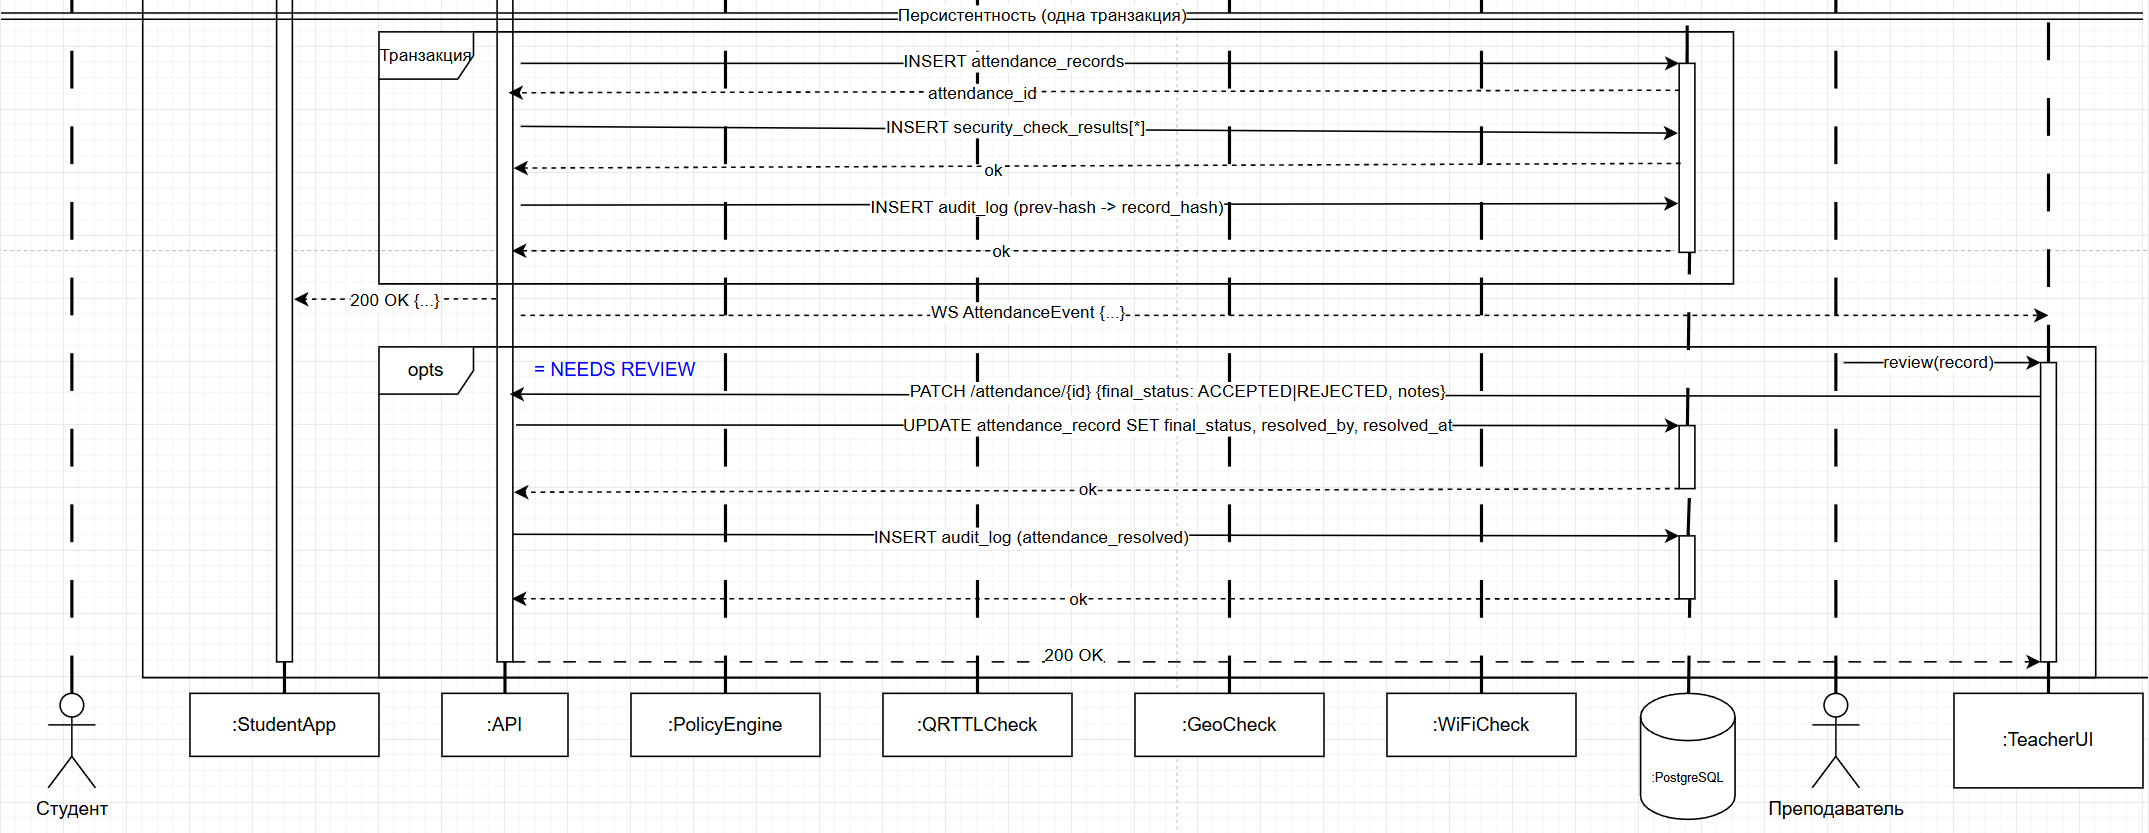 Персистентность (одна транзакция)
Транзакция
INSERT attendance_records
attendance_id
INSERT security_check_results[*]
ok
INSERT audit_log (prev-hash -> record_hash)
ok
200 OK {...}
WS AttendanceEvent {...}
opts
= NEEDS REVIEW
review(record)
PATCH /attendance/{id} {final_status: ACCEPTED|REJECTED, notes}
UPDATE attendance_record SET final_status, resolved_by, resolved_at
ok
INSERT audit_log (attendance_resolved)
ok
200 OK
:StudentApp
:API
:PolicyEngine
:QRTTLCheck
:GeoCheck
:WiFiCheck
:PostgreSQL
:TeacherUI
Студент
Преподаватель